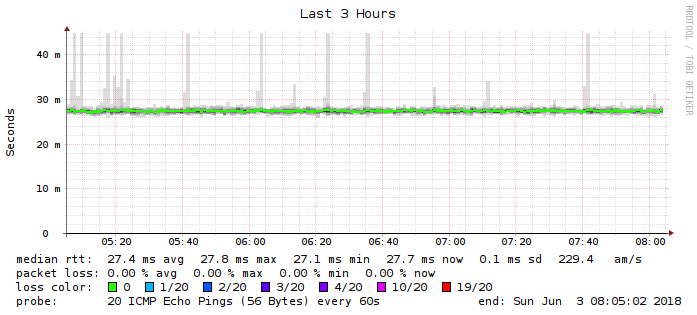 Last 3 Hours
RRDTOOL / TOBI OETIKER
Seconds
40 m
30 m
20 m
10 m
0
05:20 05:40 06:00 06:20 06:40 07:00 07:20 07:40 08:00
median rtt: 27.4 ms avg 27.8 ms max 27.1 ms min 27.7 ms now 0.1 ms sd 229.4 am/s
packet loss: 0.00 % avg 0.00 % max 0.00 % min 0.00 % now
loss color: 0 1/20 2/20 3/20 4/20 10/20 19/20
probe: 20 ICMP Echo Pings (56 Bytes) every 60s end: Sun Jun 3 08:05:02 2018